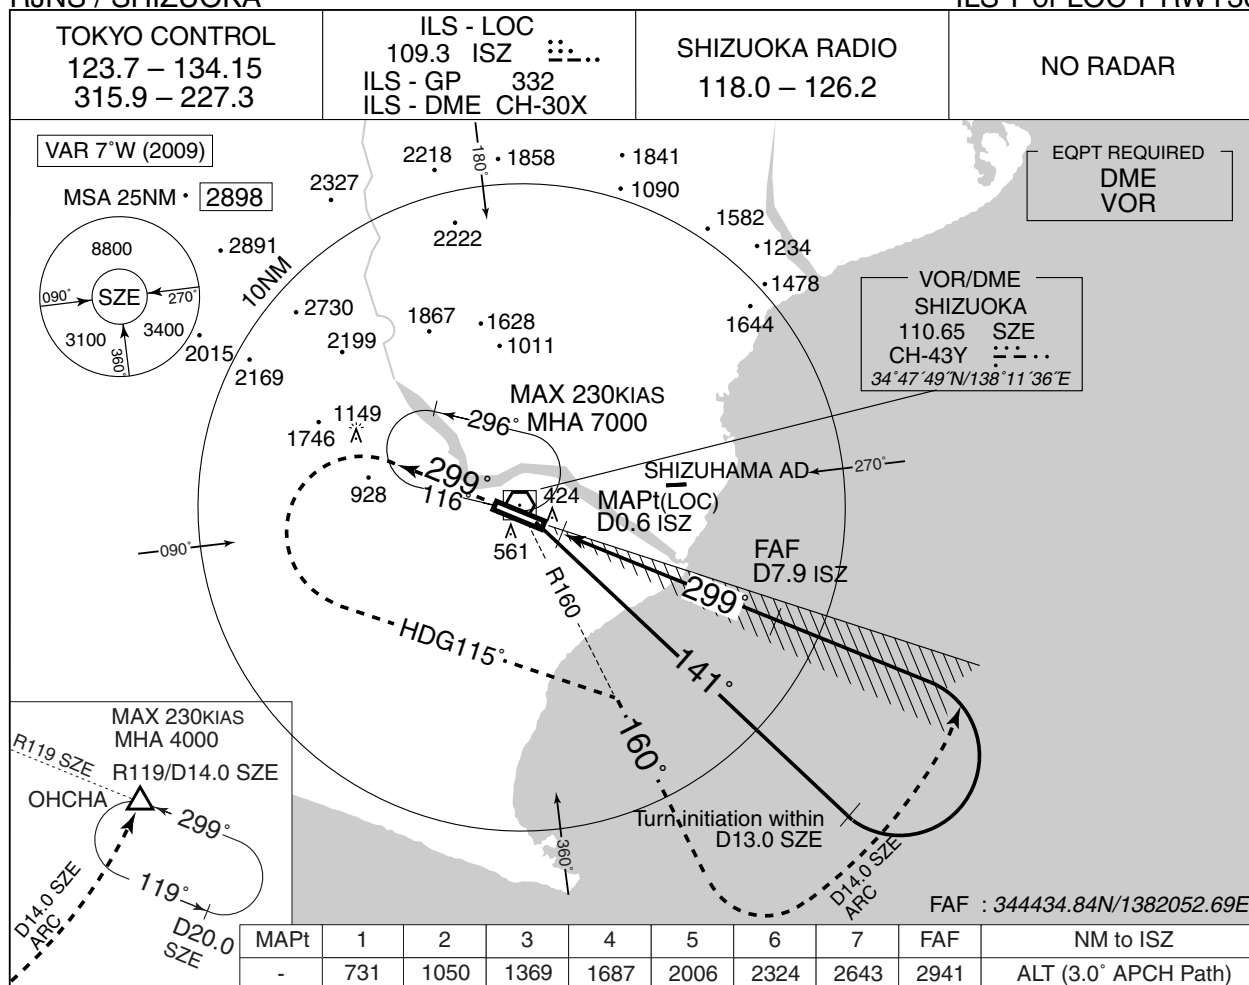 RJNS / SHIZUOKA
TOKYO CONTROL
123.7 – 134.15
315.9 – 227.3
ILS - LOC
109.3 ISZ
ILS - GP 332
ILS - DME CH-30X
SHIZUOKA RADIO
118.0 – 126.2
NO RADAR
VAR 7˚W (2009)
MSA 25NM
2898
8800
SZE
090˚
270˚
3100
3400
360˚
10NM
2218
180˚
1858
1841
1090
2327
2222
2891
1582
1234
1478
1644
2730
1867
1628
1011
2199
2015
2169
EQPT REQUIRED
DME
VOR
VOR/DME
SHIZUOKA
110.65 SZE
CH-43Y
34˚47´49˝N/138˚11´36˝E
MAX 230KIAS
MHA 7000
296˚
1149
1746
928
299˚
116˚
424
561
SHIZUHAMA AD
270˚
MAPt(LOC)
D0.6 ISZ
FAF
D7.9 ISZ
090˚
R160
299˚
HDG115˚
141˚
160˚
Turn initiation within
D13.0 SZE
360˚
D14.0 SZE
ARC
MAX 230KIAS
MHA 4000
R119 SZE
R119/D14.0 SZE
OHCHA
299˚
119˚
D20.0
SZE
D14.0 SZE
ARC
FAF : 344434.84N/1382052.69E
MAPt 1 2 3 4 5 6 7 FAF NM to ISZ
- 731 1050 1369 1687 2006 2324 2643 2941 ALT (3.0˚ APCH Path)